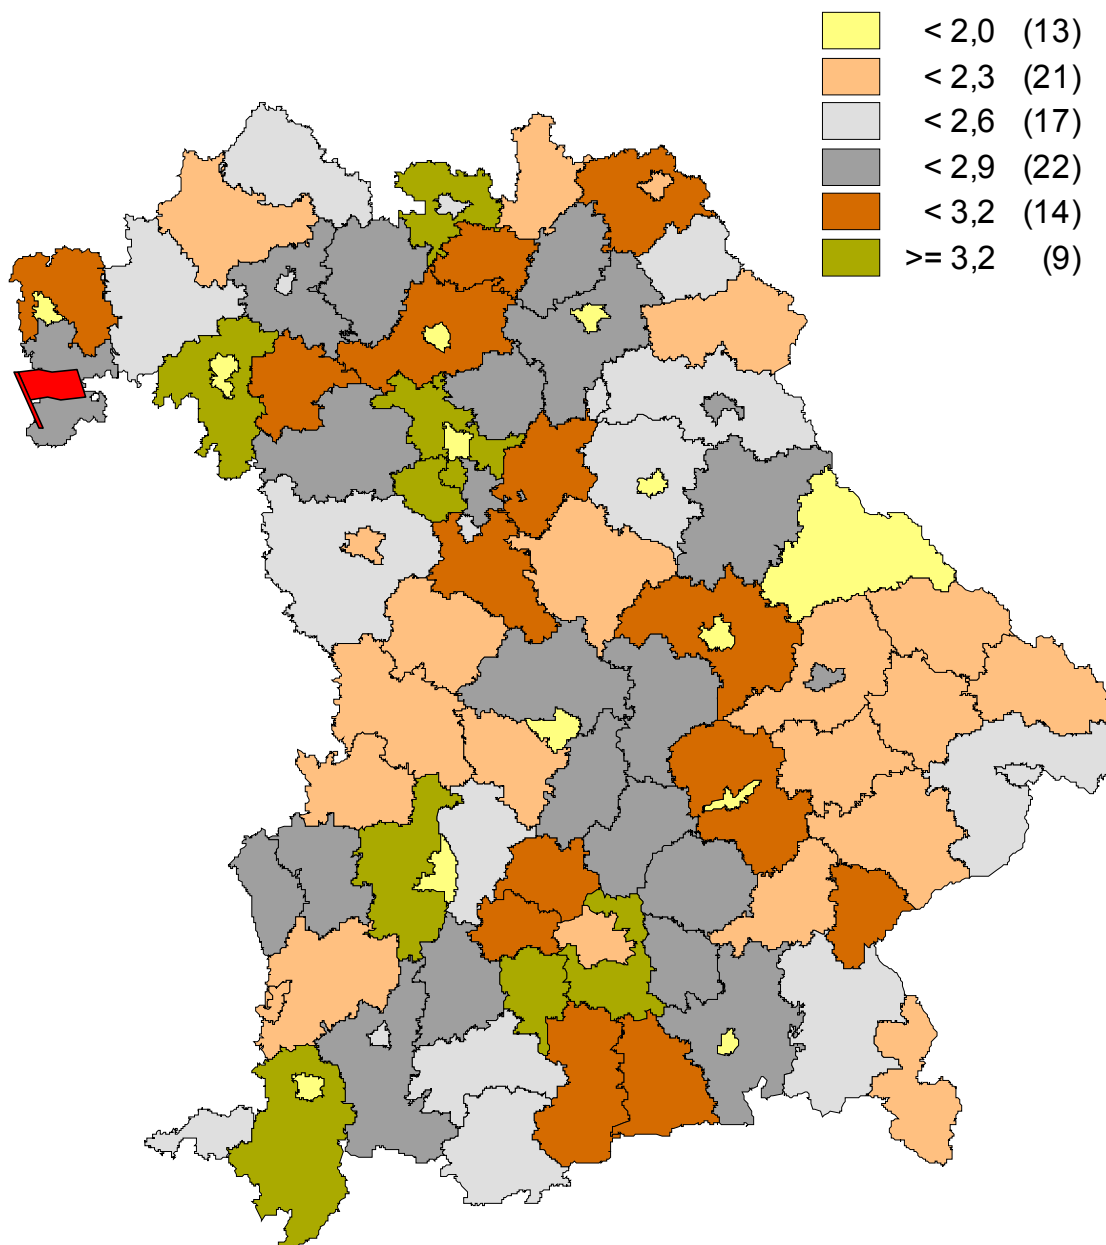 < 2,0 (13)
< 2,3 (21)
< 2,6 (17)
< 2,9 (22)
< 3,2 (14)
>= 3,2 (9)